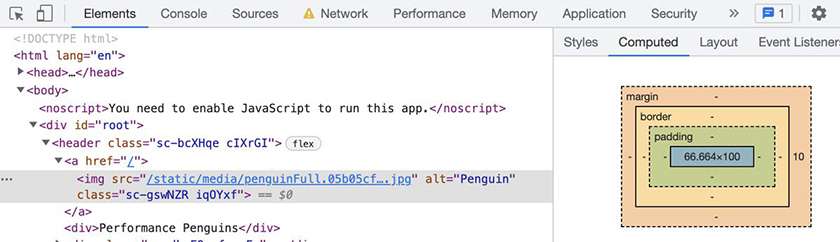 Elements Console Sources Network Performance Memory Application Security » 1
<!DOCTYPE html>
<html lang="en">
<head>…</head>
<body>
<noscript>You need to enable JavaScript to run this app.</noscript>
<div id="root">
<header class="sc-bcXHqe cIXrGI"> flex
<a href="/">
… <img src="/static/media/penguinFull.05b05cf….jpg" alt="Penguin"
class="sc-gswNZR iqOYxf"> == $0
</a>
<div>Performance Penguins</div>
Styles Computed Layout Event Listeners
margin -
border -
padding -
- - - 66.664×100 - - 10
-
-
-